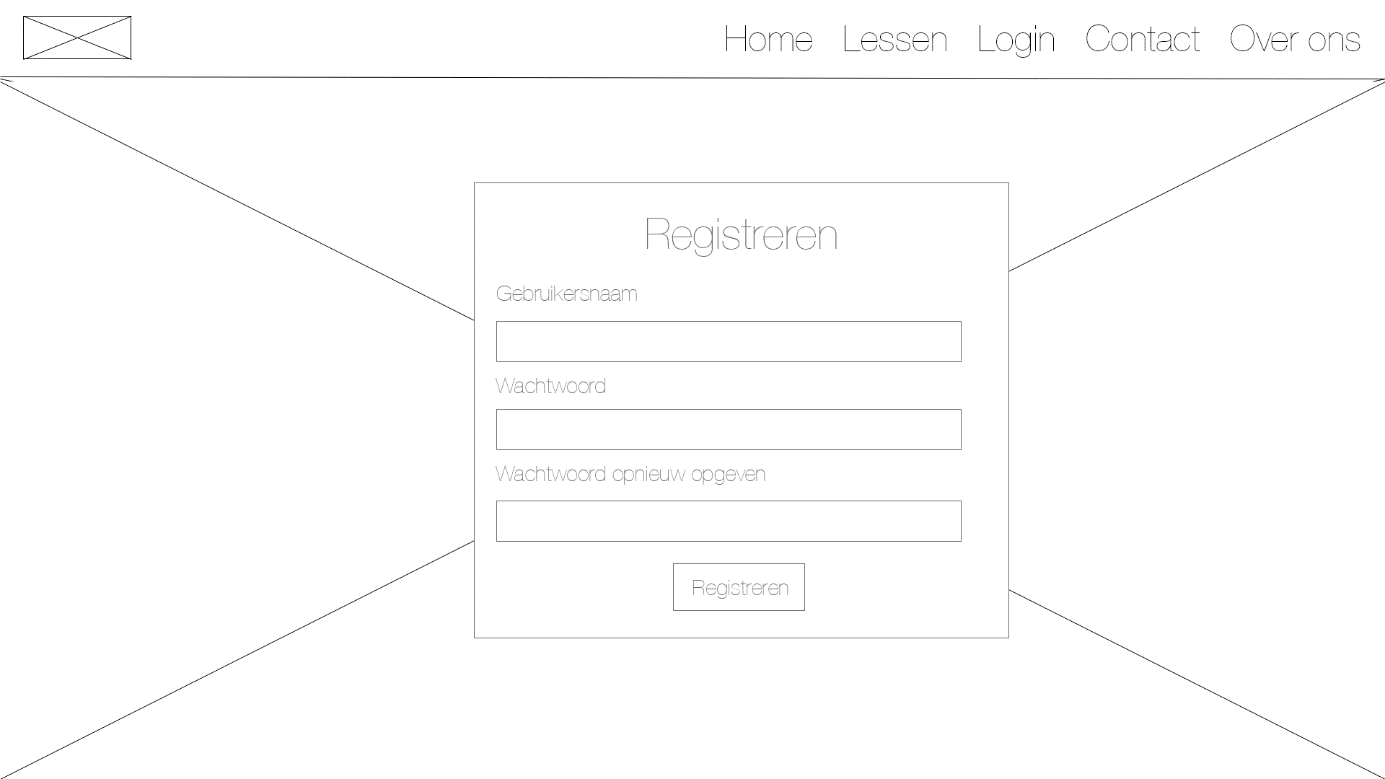 Home Lessen Login Contact Over ons
Registreren
Gebruikersnaam
Wachtwoord
Wachtwoord opnieuw opgeven
Registreren